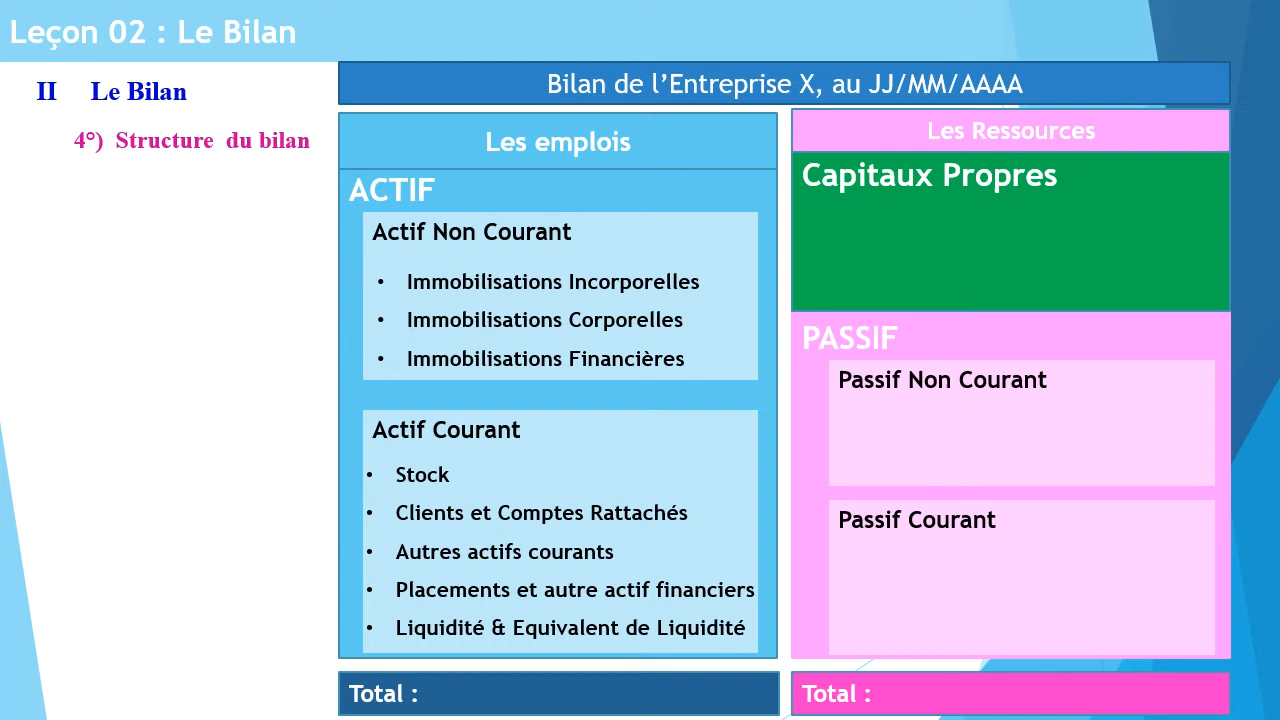 Leçon 02 : Le Bilan
II Le Bilan
4°) Structure du bilan
Bilan de l’Entreprise X, au JJ/MM/AAAA
Les emplois
ACTIF
Actif Non Courant
• Immobilisations Incorporelles
• Immobilisations Corporelles
• Immobilisations Financières
Actif Courant
• Stock
• Clients et Comptes Rattachés
• Autres actifs courants
• Placements et autre actif financiers
• Liquidité & Equivalent de Liquidité
Total :
Les Ressources
Capitaux Propres
PASSIF
Passif Non Courant
Passif Courant
Total :